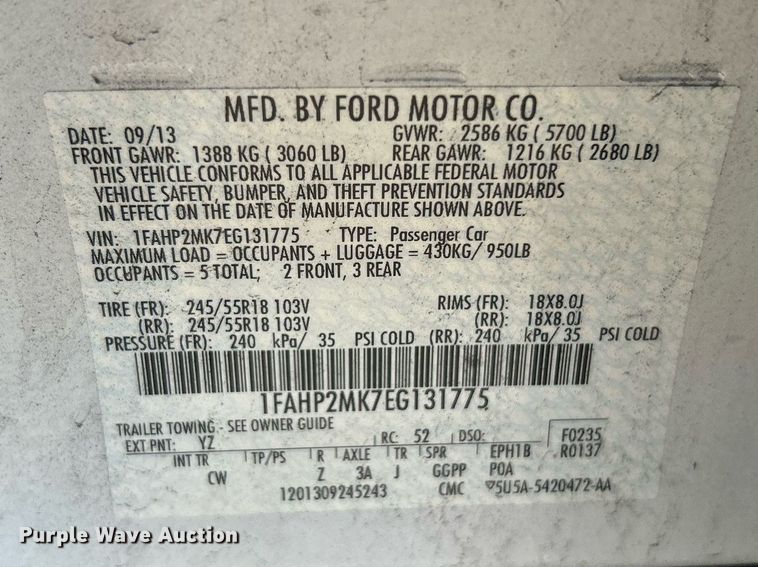 MFD. BY FORD MOTOR CO.
DATE: 09/13 GVWR: 2586 KG ( 5700 LB)
FRONT GAWR: 1388 KG ( 3060 LB) REAR GAWR: 1216 KG ( 2680 LB)
THIS VEHICLE CONFORMS TO ALL APPLICABLE FEDERAL MOTOR
VEHICLE SAFETY, BUMPER, AND THEFT PREVENTION STANDARDS
IN EFFECT ON THE DATE OF MANUFACTURE SHOWN ABOVE.
VIN: 1FAHP2MK7EG131775 TYPE: Passenger Car
MAXIMUM LOAD = OCCUPANTS + LUGGAGE = 430KG/ 950LB
OCCUPANTS = 5 TOTAL; 2 FRONT, 3 REAR
TIRE (FR): 245/55R18 103V RIMS (FR): 18X8.0J
(RR): 245/55R18 103V (RR): 18X8.0J
PRESSURE (FR): 240 kPa/ 35 PSI COLD (RR): 240 kPa/ 35 PSI COLD
1FAHP2MK7EG131775
TRAILER TOWING - SEE OWNER GUIDE
EXT PNT: YZ RC: 52 DSO: F0235
INT TR TP/PS R AXLE TR SPR EPH1B R0137
CW Z 3A J GGPP POA
1201309245243 CMC ▽5U5A-5420472-AA
Purple Wave Auction